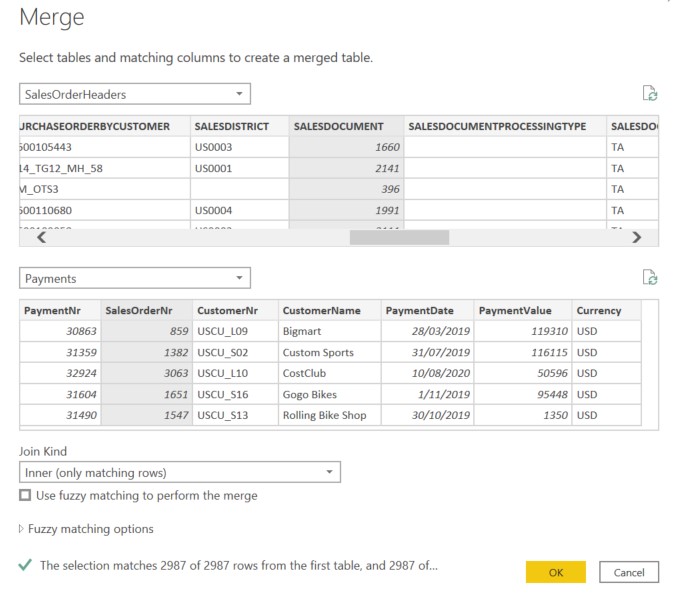 Merge
Select tables and matching columns to create a merged table.
SalesOrderHeaders
URCHASEORDERBYCUSTOMER SALESDISTRICT SALESDOCUMENT SALESDOCUMENTPROCESSINGTYPE SALESDO
500105443 US0003 1660 TA
14_TG12_MH_58 US0001 2141 TA
M_OTS3 396 TA
500110680 US0004 1991 TA
Payments
PaymentNr SalesOrderNr CustomerNr CustomerName PaymentDate PaymentValue Currency
30863 859 USCU_L09 Bigmart 28/03/2019 119310 USD
31359 1382 USCU_S02 Custom Sports 31/07/2019 116115 USD
32924 3063 USCU_L10 CostClub 10/08/2020 50596 USD
31604 1651 USCU_S16 Gogo Bikes 1/11/2019 95448 USD
31490 1547 USCU_S13 Rolling Bike Shop 30/10/2019 1350 USD
Join Kind
Inner (only matching rows)
Use fuzzy matching to perform the merge
Fuzzy matching options
The selection matches 2987 of 2987 rows from the first table, and 2987 of...
OK Cancel